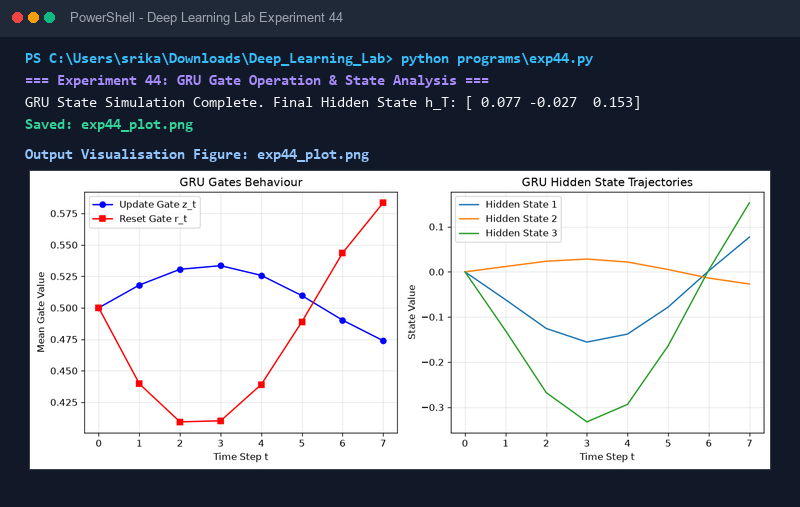 PowerShell - Deep Learning Lab Experiment 44
PS C:\Users\srika\Downloads\Deep_Learning_Lab> python programs\exp44.py
=== Experiment 44: GRU Gate Operation & State Analysis ===
GRU State Simulation Complete. Final Hidden State h_T: [ 0.077 -0.027  0.153]
Saved: exp44_plot.png
Output Visualisation Figure: exp44_plot.png
GRU Gates Behaviour
Update Gate z_t
Reset Gate r_t
Mean Gate Value
0.575
0.550
0.525
0.500
0.475
0.450
0.425
0 1 2 3 4 5 6 7
Time Step t
GRU Hidden State Trajectories
Hidden State 1
Hidden State 2
Hidden State 3
State Value
0.1
0.0
−0.1
−0.2
−0.3
0 1 2 3 4 5 6 7
Time Step t